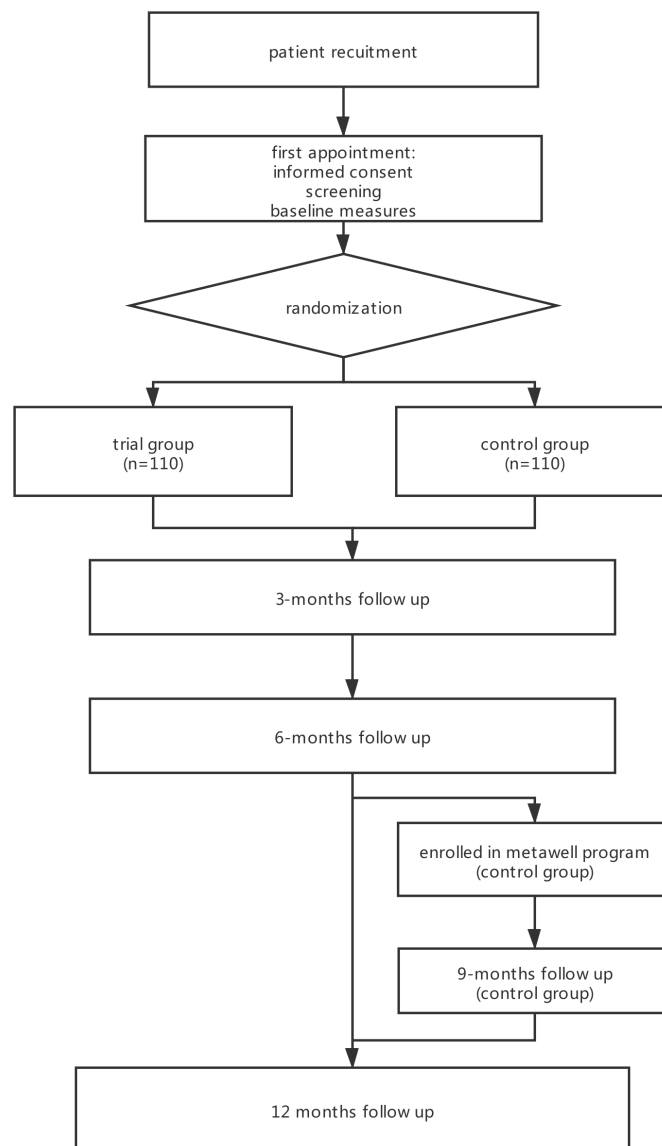 patient recuitment
first appointment:
informed consent
screening
baseline measures
randomization
trial group
(n=110)
control group
(n=110)
3-months follow up
6-months follow up
enrolled in metawell program
(control group)
9-months follow up
(control group)
12 months follow up